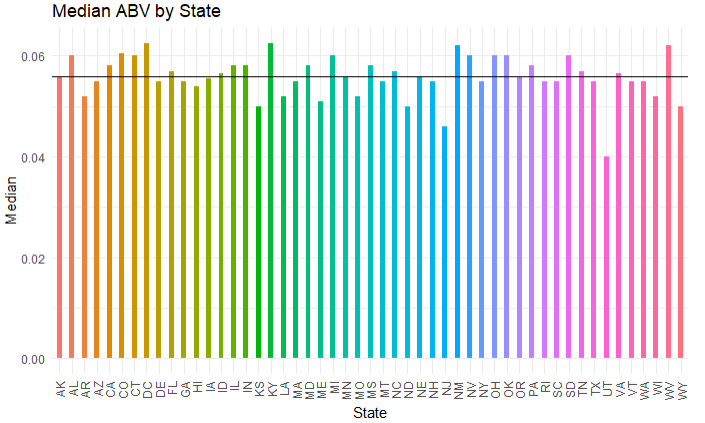 Median ABV by State
Median
0.06
0.04
0.02
0.00
AK AL AR AZ CA CO CT DC DE FL GA HI IA ID IL IN KS KY LA MA MD ME MI MN MO MS MT NC ND NE NH NJ NM NV NY OH OK OR PA RI SC SD TN TX UT VA VT WA WI WV WY
State